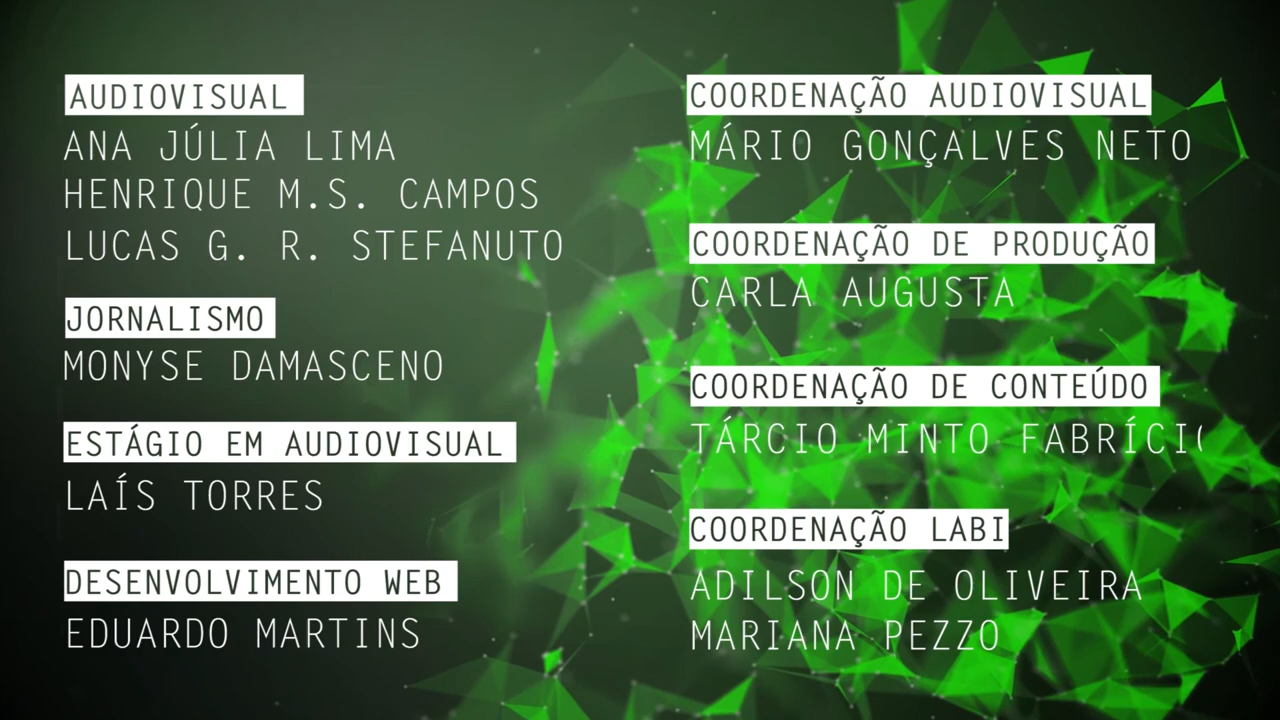 AUDIOVISUAL
ANA JÚLIA LIMA
HENRIQUE M.S. CAMPOS
LUCAS G. R. STEFANUTO
JORNALISMO
MONYSE DAMASCENO
ESTÁGIO EM AUDIOVISUAL
LAÍS TORRES
DESENVOLVIMENTO WEB
EDUARDO MARTINS
COORDENAÇÃO AUDIOVISUAL
MÁRIO GONÇALVES NETO
COORDENAÇÃO DE PRODUÇÃO
CARLA AUGUSTA
COORDENAÇÃO DE CONTEÚDO
TÁRCIO MINTO
COORDENAÇÃO LABI
ADILSON DE OLIVEIRA
MARIANA PEZZO